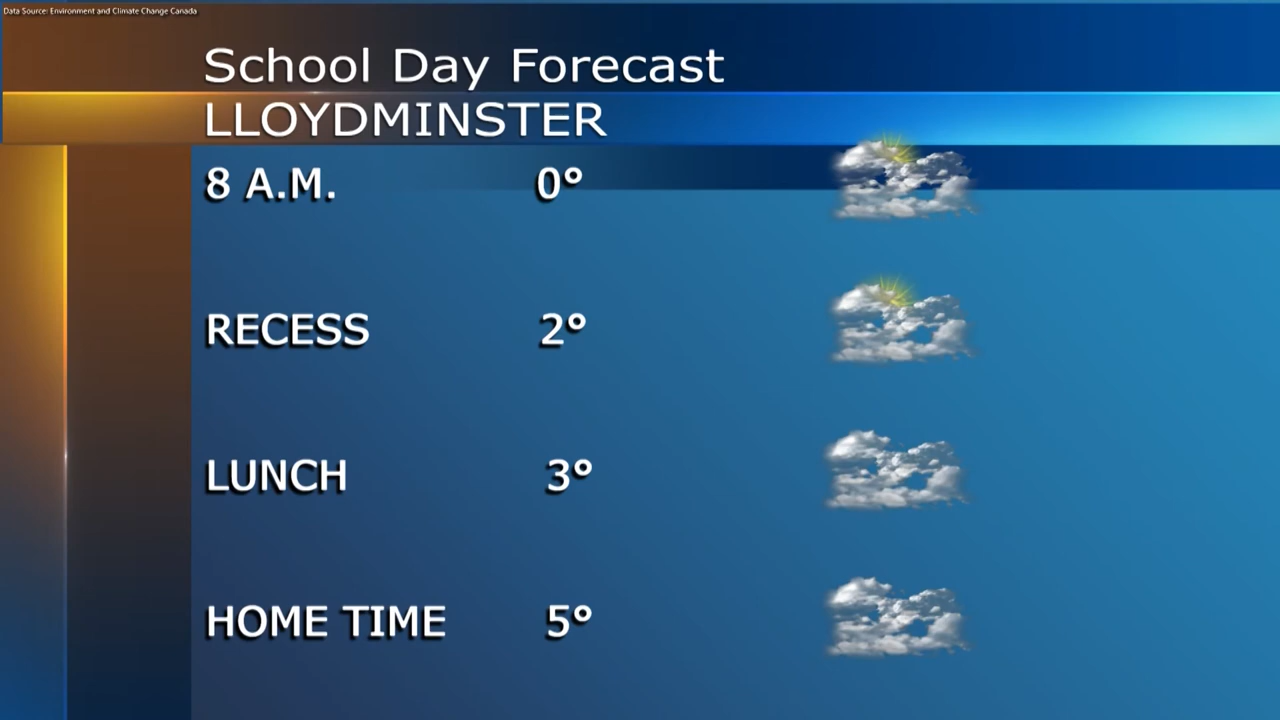 Data Source: Environment and Climate Change Canada
School Day Forecast
LLOYDMINSTER
8 A.M. 0°
RECESS 2°
LUNCH 3°
HOME TIME 5°